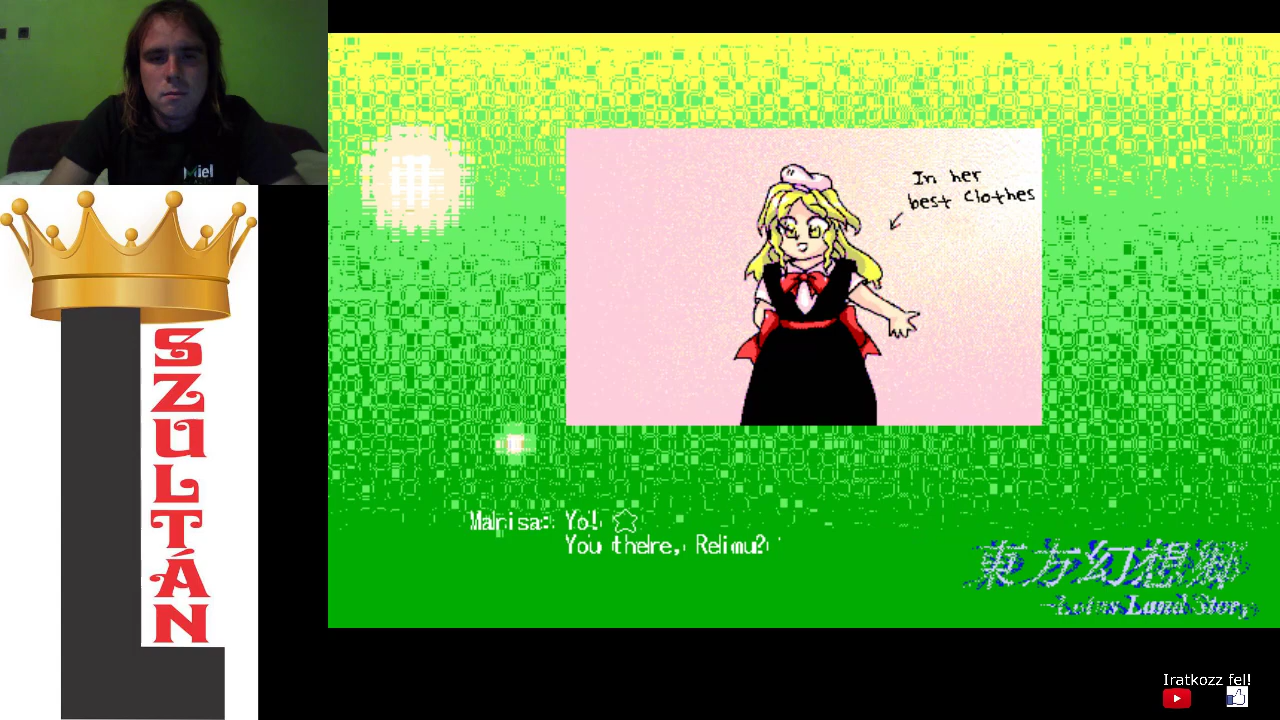 Miel
L
SZULTÁN
In her
best Clothes
Marisa: Yo! ☆
You there, Reimu?
東方幻想郷
~Lotus Land Story
Iratkozz fel!